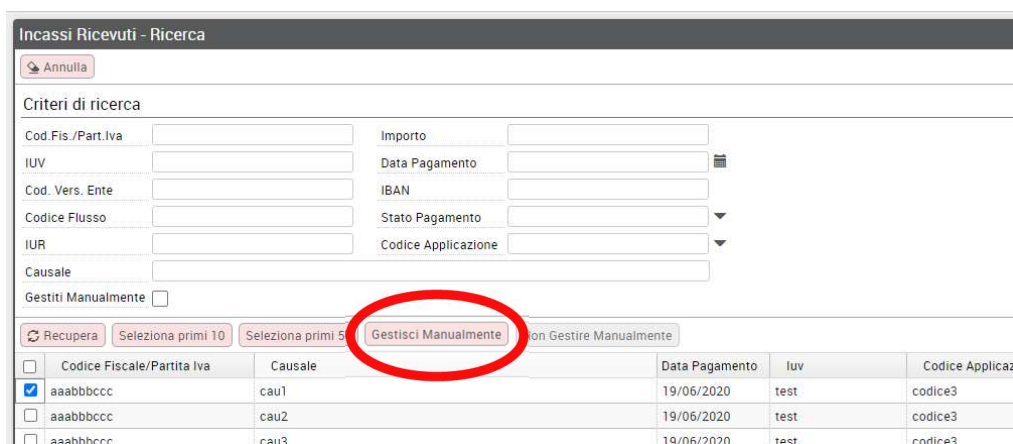 Incassi Ricevuti - Ricerca
Annulla
Criteri di ricerca
Cod.Fis./Part.Iva Importo
IUV Data Pagamento
Cod. Vers. Ente IBAN
Codice Flusso Stato Pagamento
IUR Codice Applicazione
Causale
Gestiti Manualmente
Recupera Seleziona primi 10 Seleziona primi 5 Gestisci Manualmente on Gestire Manualmente
Codice Fiscale/Partita Iva Causale Data Pagamento Iuv Codice Applicaz
aaabbbccc cau1 19/06/2020 test codice3
aaabbbccc cau2 19/06/2020 test codice3
aaabbbccc cau3 19/06/2020 test codice3